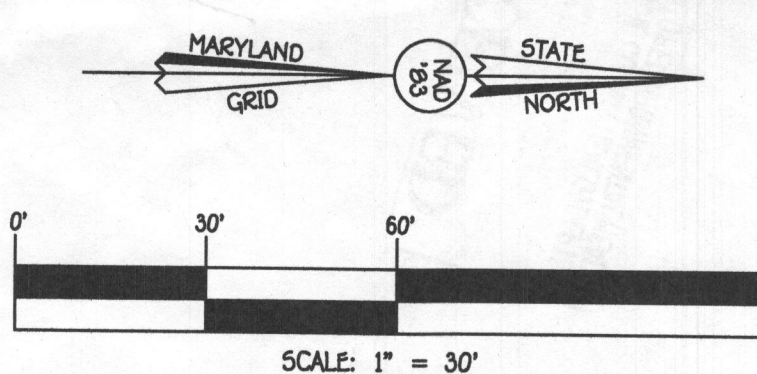 MARYLAND STATE
GRID NORTH
NAD
'83
0' 30' 60'
SCALE: 1" = 30'